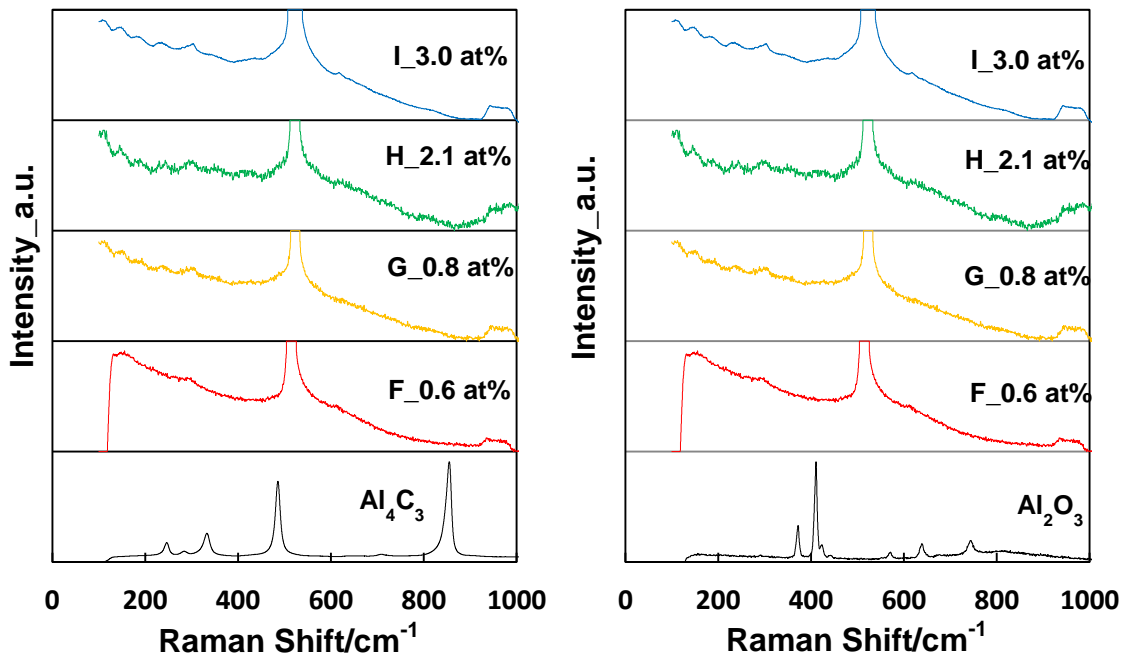 I_3.0 at%
H_2.1 at%
G_0.8 at%
F_0.6 at%
Al₄C₃
Intensity_a.u.
0 200 400 600 800 1000
Raman Shift/cm⁻¹
I_3.0 at%
H_2.1 at%
G_0.8 at%
F_0.6 at%
Al₂O₃
Intensity_a.u.
0 200 400 600 800 1000
Raman Shift/cm⁻¹